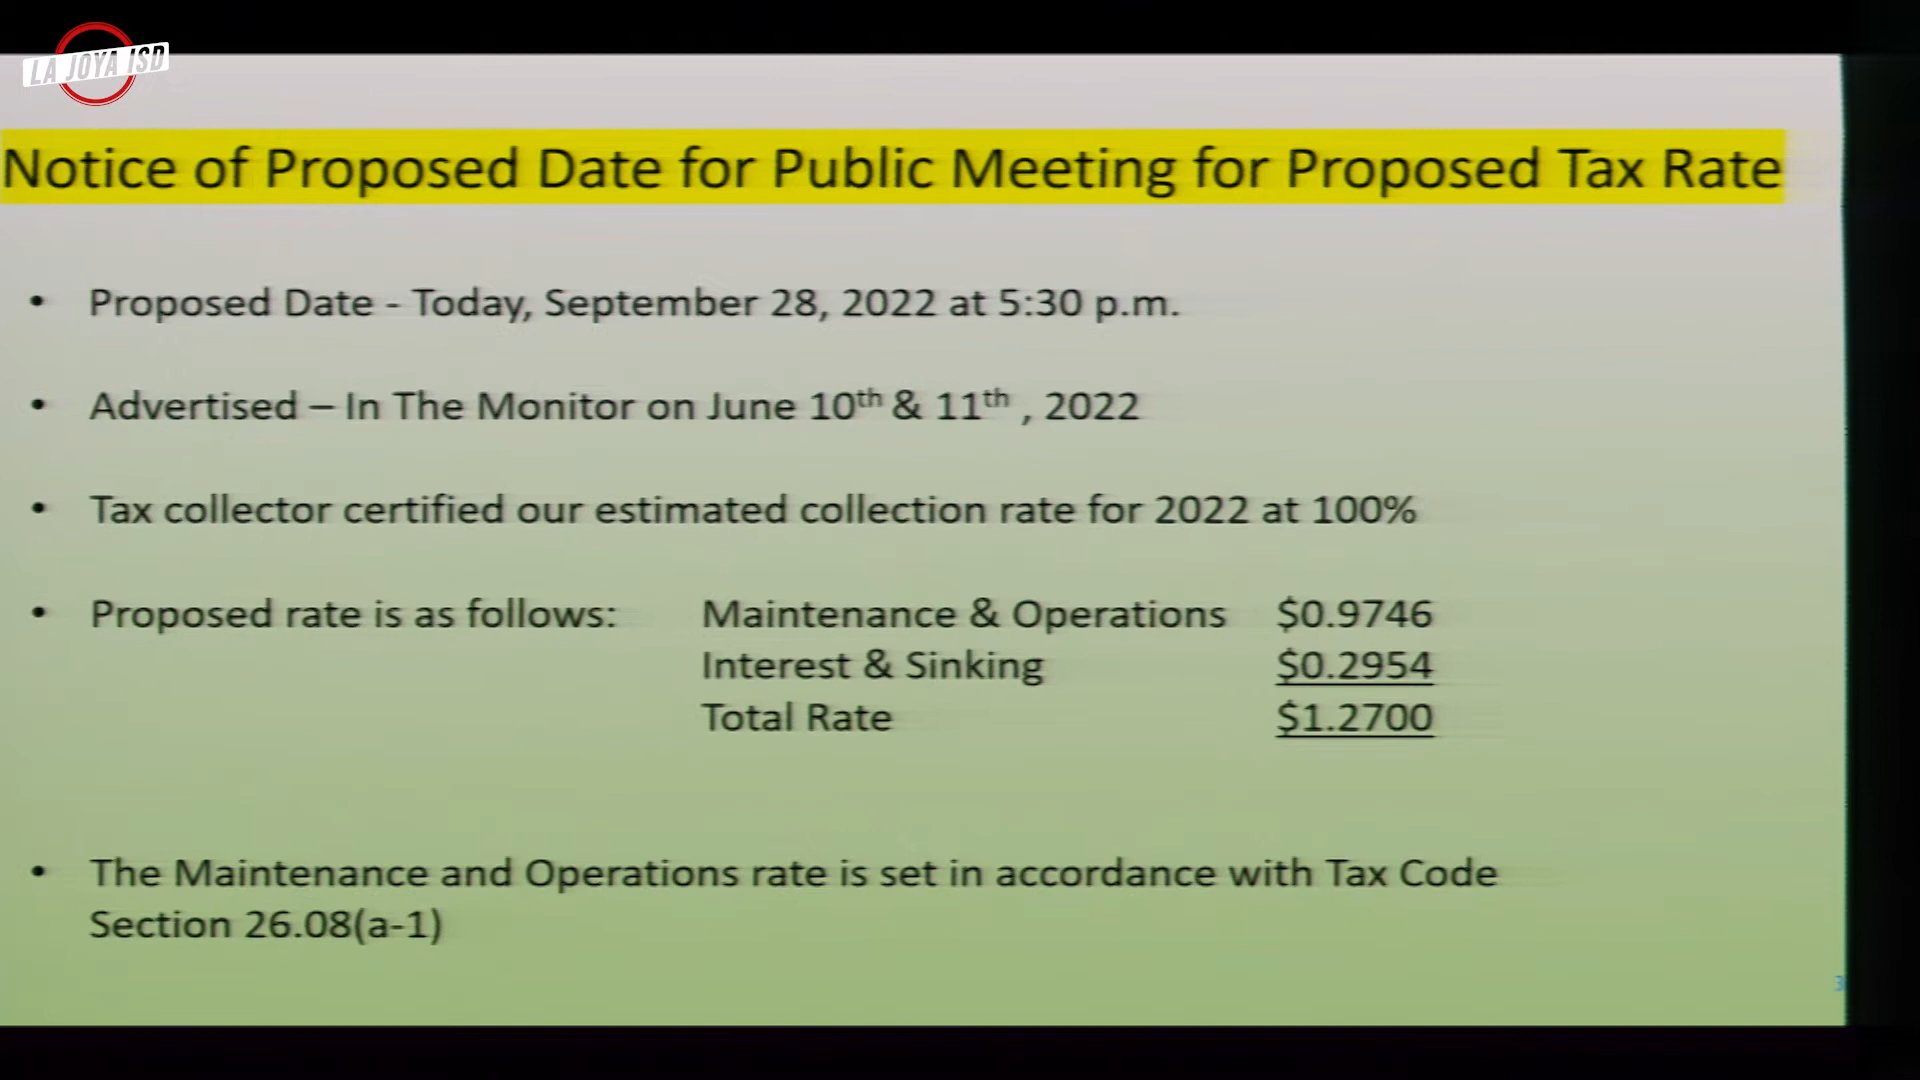 LA JOYA ISD
Notice of Proposed Date for Public Meeting for Proposed Tax Rate
• Proposed Date - Today, September 28, 2022 at 5:30 p.m.
• Advertised – In The Monitor on June 10th & 11th , 2022
• Tax collector certified our estimated collection rate for 2022 at 100%
• Proposed rate is as follows: Maintenance & Operations $0.9746
Interest & Sinking $0.2954
Total Rate $1.2700
• The Maintenance and Operations rate is set in accordance with Tax Code
Section 26.08(a-1)
3